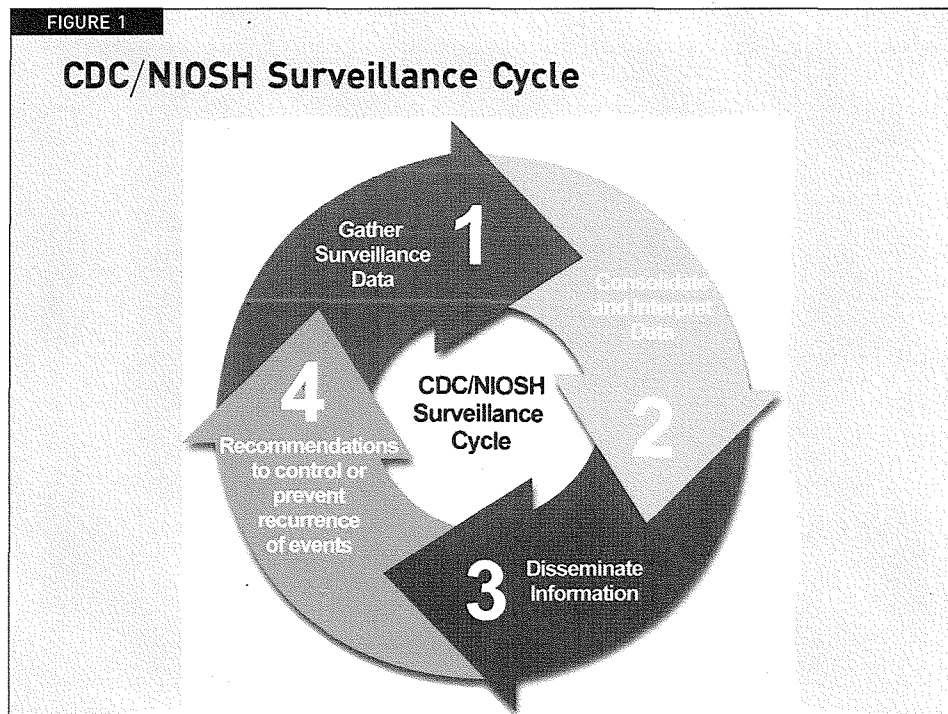 FIGURE 1
CDC/NIOSH Surveillance Cycle
1
Gather
Surveillance
Data
Consolidate
and Interpret
Data
2
3
Disseminate
Information
4
Recommendations
to control or
prevent
recurrence
of events
CDC/NIOSH
Surveillance
Cycle